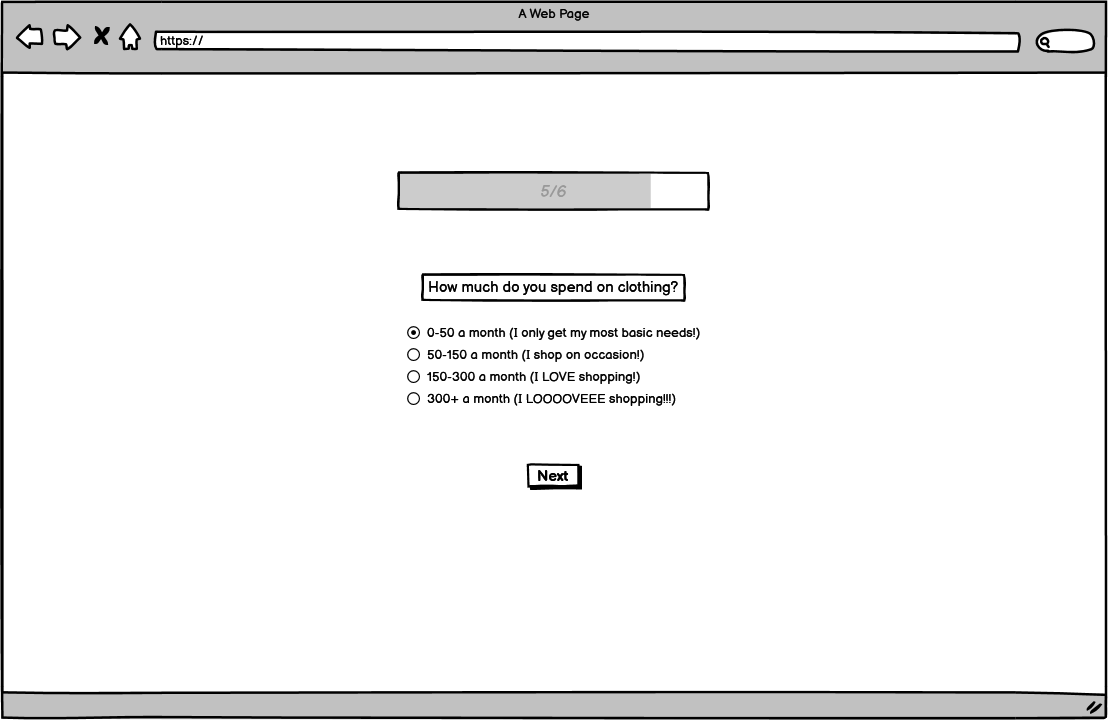 A Web Page
https://
5/6
How much do you spend on clothing?
0-50 a month (I only get my most basic needs!)
50-150 a month (I shop on occasion!)
150-300 a month (I LOVE shopping!)
300+ a month (I LOOOOVEEE shopping!!!)
Next